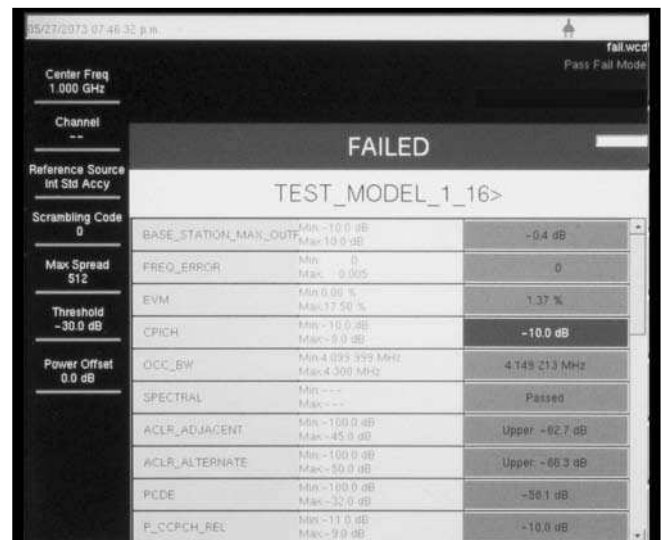 05/27/2073 07:46:32 p.m.
fail.wcd
Pass Fail Mode
Center Freq
1.000 GHz
Channel
--
Reference Source
Int Std Accy
Scrambling Code
0
Max Spread
512
Threshold
-30.0 dB
Power Offset
0.0 dB
FAILED
TEST_MODEL_1_16>
BASE_STATION_MAX_OUTP Min -10.0 dB
Max 10.0 dB
-0.4 dB
FREQ_ERROR Min 0
Max 0.005
0
EVM Min 0.00 %
Max 17.50 %
1.37 %
CPICH Min -10.0 dB
Max -9.0 dB
-10.0 dB
OCC_BW Min 4.099 999 MHz
Max 4.300 MHz
4.149 213 MHz
SPECTRAL Min ---
Max ---
Passed
ACLR_ADJACENT Min -100.0 dB
Max -45.0 dB
Upper: -62.7 dB
ACLR_ALTERNATE Min -100.0 dB
Max -50.0 dB
Upper: -66.3 dB
PCDE Min -100.0 dB
Max -32.0 dB
-50.1 dB
P_CCPCH_REL Min -11.0 dB
Max -9.0 dB
-10.0 dB